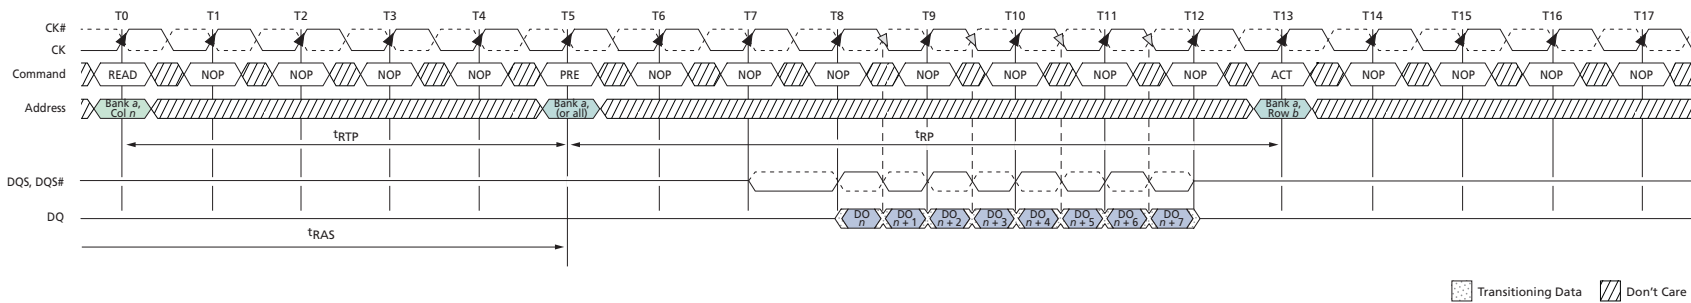 T0 T1 T2 T3 T4 T5 T6 T7 T8 T9 T10 T11 T12 T13 T14 T15 T16 T17
CK#
CK
Command READ NOP NOP NOP NOP PRE NOP NOP NOP NOP NOP NOP NOP ACT NOP NOP NOP NOP
Address Bank a, Col n Bank a, (or all) Bank a, Row b
tRTP tRP
DQS, DQS#
DQ DO n DO n + 1 DO n + 2 DO n + 3 DO n + 4 DO n + 5 DO n + 6 DO n + 7
tRAS
Transitioning Data Don't Care